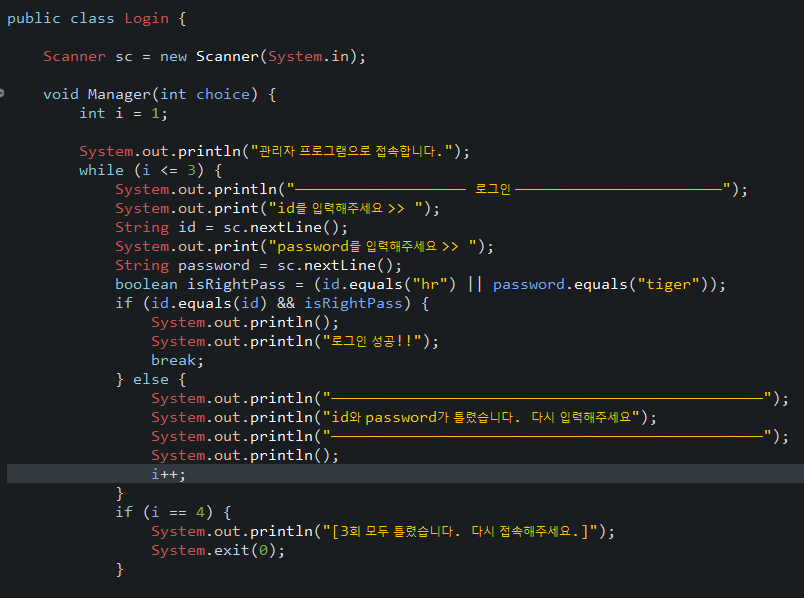 public class Login {
Scanner sc = new Scanner(System.in);
void Manager(int choice) {
int i = 1;
System.out.println("관리자 프로그램으로 접속합니다.");
while (i <= 3) {
System.out.println("─────────────────── 로그인 ───────────────────────");
System.out.print("id를 입력해주세요 >> ");
String id = sc.nextLine();
System.out.print("password를 입력해주세요 >> ");
String password = sc.nextLine();
boolean isRightPass = (id.equals("hr") || password.equals("tiger"));
if (id.equals(id) && isRightPass) {
System.out.println();
System.out.println("로그인 성공!!");
break;
} else {
System.out.println("────────────────────────────────────────────────");
System.out.println("id와 password가 틀렸습니다. 다시 입력해주세요");
System.out.println("────────────────────────────────────────────────");
System.out.println();
i++;
}
if (i == 4) {
System.out.println("[3회 모두 틀렸습니다. 다시 접속해주세요.]");
System.exit(0);
}